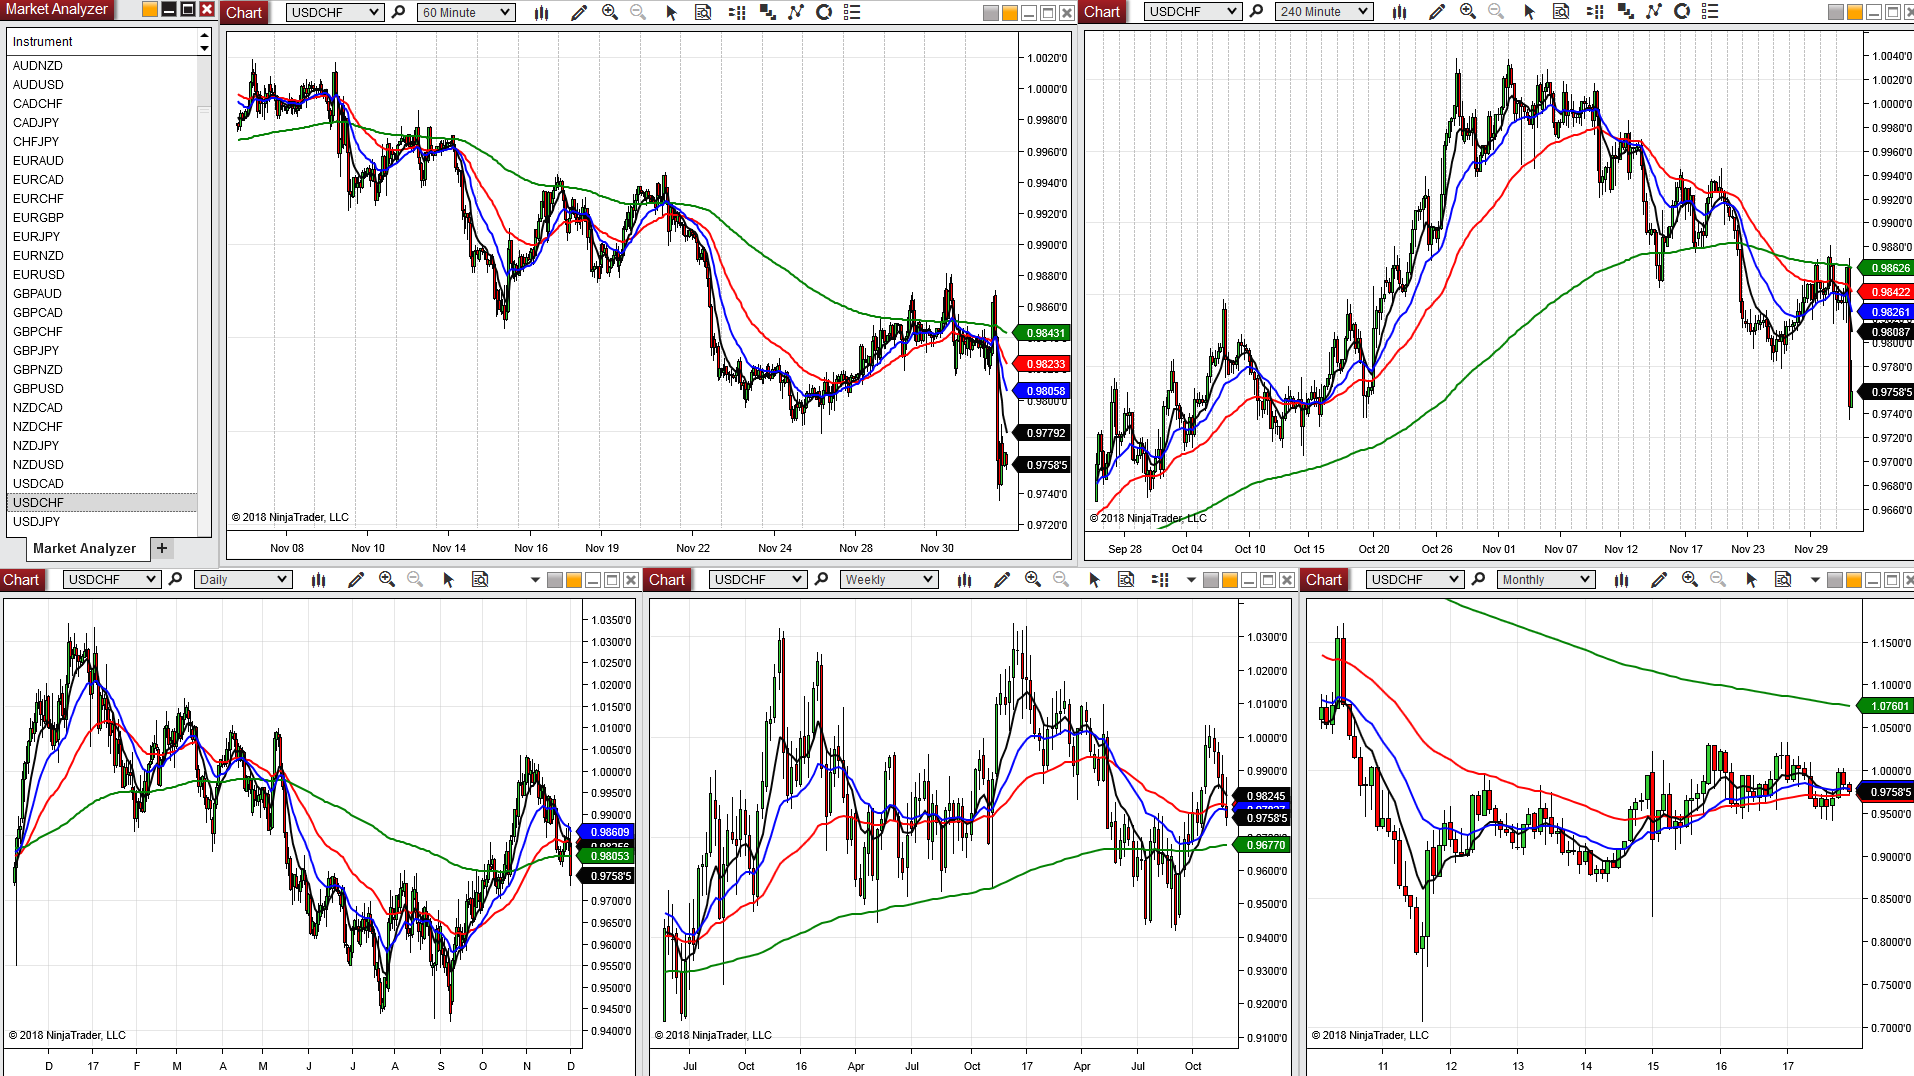 Market Analyzer
Instrument
AUDNZD
AUDUSD
CADCHF
CADJPY
CHFJPY
EURAUD
EURCAD
EURCHF
EURGBP
EURJPY
EURNZD
EURUSD
GBPAUD
GBPCAD
GBPCHF
GBPJPY
GBPNZD
GBPUSD
NZDCAD
NZDCHF
NZDJPY
NZDUSD
USDCAD
USDCHF
USDJPY
Market Analyzer +
Chart USDCHF 60 Minute
1.0020'0
1.0000'0
0.9980'0
0.9960'0
0.9940'0
0.9920'0
0.9900'0
0.9880'0
0.9860'0
0.98431
0.98233
0.98058
0.9800'0
0.97792
0.9758'5
0.9740'0
0.9720'0
© 2018 NinjaTrader, LLC
Nov 08 Nov 10 Nov 14 Nov 16 Nov 19 Nov 22 Nov 24 Nov 28 Nov 30
Chart USDCHF 240 Minute
1.0040'0
1.0020'0
1.0000'0
0.9980'0
0.9960'0
0.9940'0
0.9920'0
0.9900'0
0.9880'0
0.98626
0.98422
0.98261
0.98087
0.9800'0
0.9780'0
0.9758'5
0.9740'0
0.9720'0
0.9700'0
0.9680'0
0.9660'0
© 2018 NinjaTrader, LLC
Sep 28 Oct 04 Oct 10 Oct 15 Oct 20 Oct 26 Nov 01 Nov 07 Nov 12 Nov 17 Nov 23 Nov 29
Chart USDCHF Daily
1.0350'0
1.0300'0
1.0250'0
1.0200'0
1.0150'0
1.0100'0
1.0050'0
1.0000'0
0.9950'0
0.9900'0
0.98609
0.98053
0.9758'5
0.9700'0
0.9650'0
0.9600'0
0.9550'0
0.9500'0
0.9450'0
0.9400'0
© 2018 NinjaTrader, LLC
D 17 F M A M J J A S O N D
Chart USDCHF Weekly
1.0300'0
1.0200'0
1.0100'0
1.0000'0
0.9900'0
0.98245
0.9758'5
0.96770
0.9600'0
0.9500'0
0.9400'0
0.9300'0
0.9200'0
0.9100'0
© 2018 NinjaTrader, LLC
Jul Oct 16 Apr Jul Oct 17 Apr Jul Oct
Chart USDCHF Monthly
1.1500'0
1.1000'0
1.07601
1.0500'0
1.0000'0
0.9758'5
0.9500'0
0.9000'0
0.8500'0
0.8000'0
0.7500'0
0.7000'0
© 2018 NinjaTrader, LLC
11 12 13 14 15 16 17